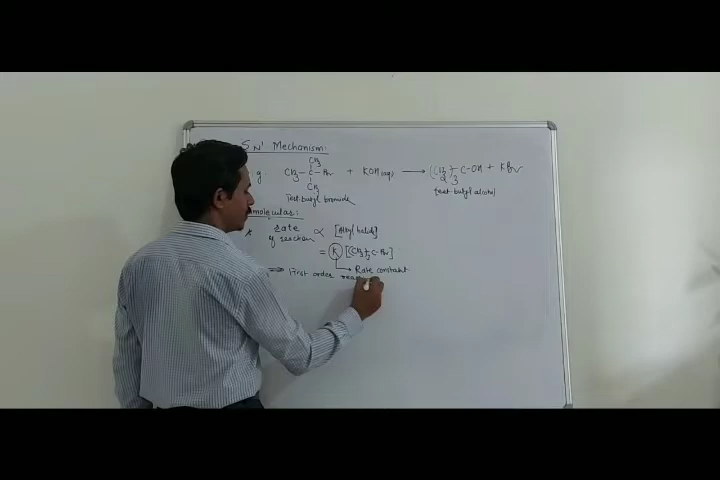 SN¹ Mechanism:
g.
CH3
CH3 – C – Br + KOH(aq) ⟶ (CH3)3 C-OH + KBr
CH3
Tert butyl bromide
(tert butyl alcohol)
molecular:
* rate of reaction ∝ [Alkyl halide]
= K [(CH3)3 C-Br]
Rate constant
⇒ First order reac